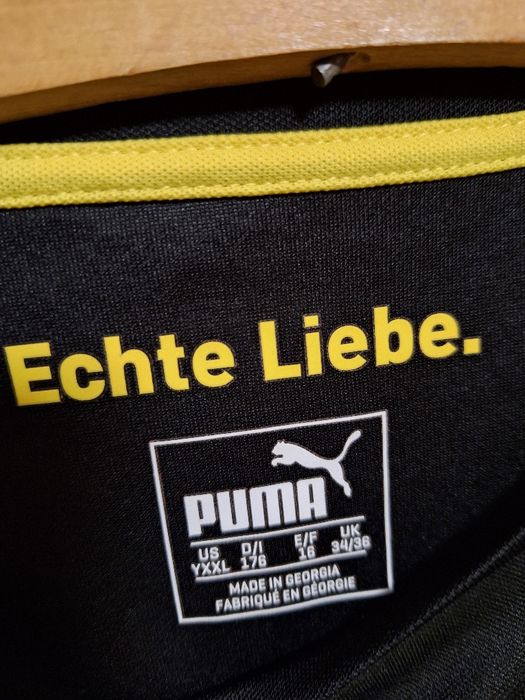 Echte Liebe.
PUMA
US D/I E/F UK
YXXL 176 16 34/36
MADE IN GEORGIA
FABRIQUÉ EN GÉORGIE